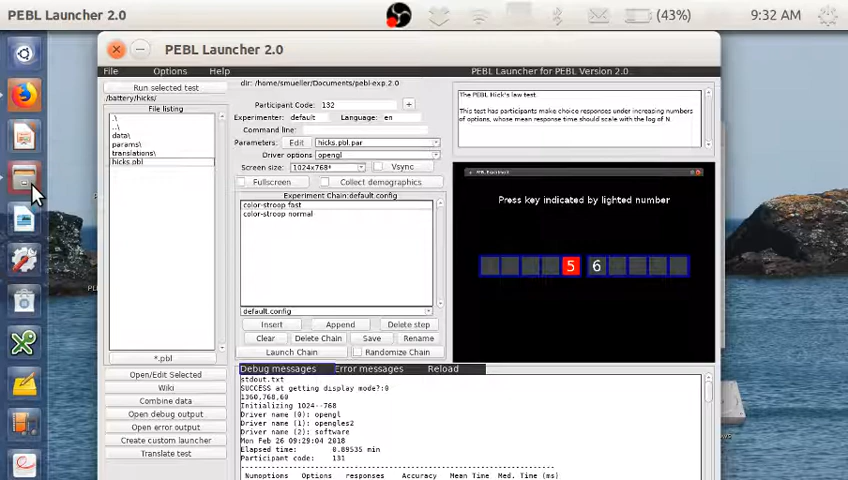 PEBL Launcher 2.0
(43%)
9:32 AM
PEBL Launcher 2.0
File Options Help
PEBL Launcher for PEBL Version 2.0.
Run selected test
/battery/hicks/
File listing
.\
..\
data\
params\
translations\
hicks.pbl
*.pbl
Open/Edit Selected
Wiki
Combine data
Open debug output
Open error output
Create custom launcher
Translate test
dir: /home/smueller/Documents/pebl-exp.2.0
Participant Code: 132
+
Experimenter: default Language: en
Command line:
Parameters: Edit hicks.pbl.par
Driver options opengl
Screen size: 1024x768* Vsync
Fullscreen Collect demographics
Experiment Chain:default.config
color-stroop fast
color-stroop normal
default.config
Insert Append Delete step
Clear Delete Chain Save Rename
Launch Chain Randomize Chain
The PEBL Hick's law test.
This test has participants make choice responses under increasing numbers
of options, whose mean response time should scale with the log of N
Press key indicated by lighted number
5 6
Debug messages Error messages Reload
stdout.txt
SUCCESS at getting display mode?:0
1360,768,60
Initializing 1024--768
Driver name (0): opengl
Driver name (1): opengles2
Driver name (2): software
Mon Feb 26 09:29:04 2018
Elapsed time: 0.89535 min
Participant code: 131
--------------------------------------------------------
Nunoptions Options responses Accuracy Mean Time Med. Time (ms)